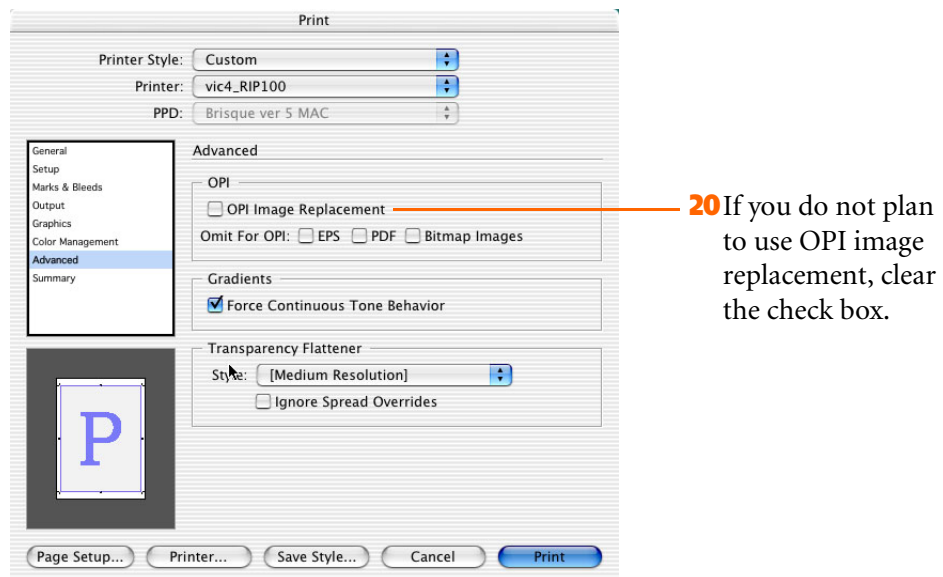 Print
Printer Style: Custom
Printer: vic4_RIP100
PPD: Brisque ver 5 MAC
General
Setup
Marks & Bleeds
Output
Graphics
Color Management
Advanced
Summary
Advanced
OPI
OPI Image Replacement
Omit For OPI: EPS PDF Bitmap Images
Gradients
Force Continuous Tone Behavior
Transparency Flattener
Style: [Medium Resolution]
Ignore Spread Overrides
P
Page Setup... Printer... Save Style... Cancel Print
20 If you do not plan
to use OPI image
replacement, clear
the check box.